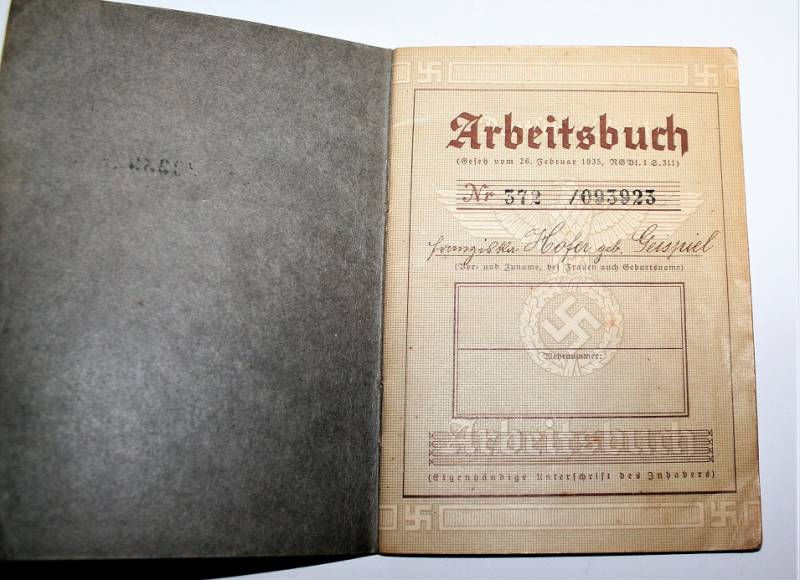 Arbeitsbuch
(Gesetz vom 26. Februar 1935, RGBl. I S. 311)
Nr 372 /093923
Franziska Hofer geb. Geispiel
(Vor- und Zuname, bei Frauen auch Geburtsname)
Wehrnummer:
Arbeitsbuch
(Eigenhändige Unterschrift des Inhabers)